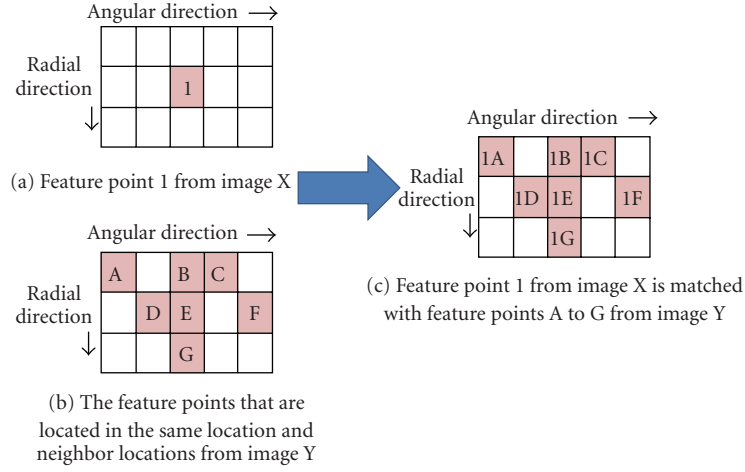 Angular direction
Radial
direction
1
(a) Feature point 1 from image X
Angular direction
Radial
direction
A B C
D E F
G
(b) The feature points that are
located in the same location and
neighbor locations from image Y
Angular direction
Radial
direction
1A 1B 1C
1D 1E 1F
1G
(c) Feature point 1 from image X is matched
with feature points A to G from image Y